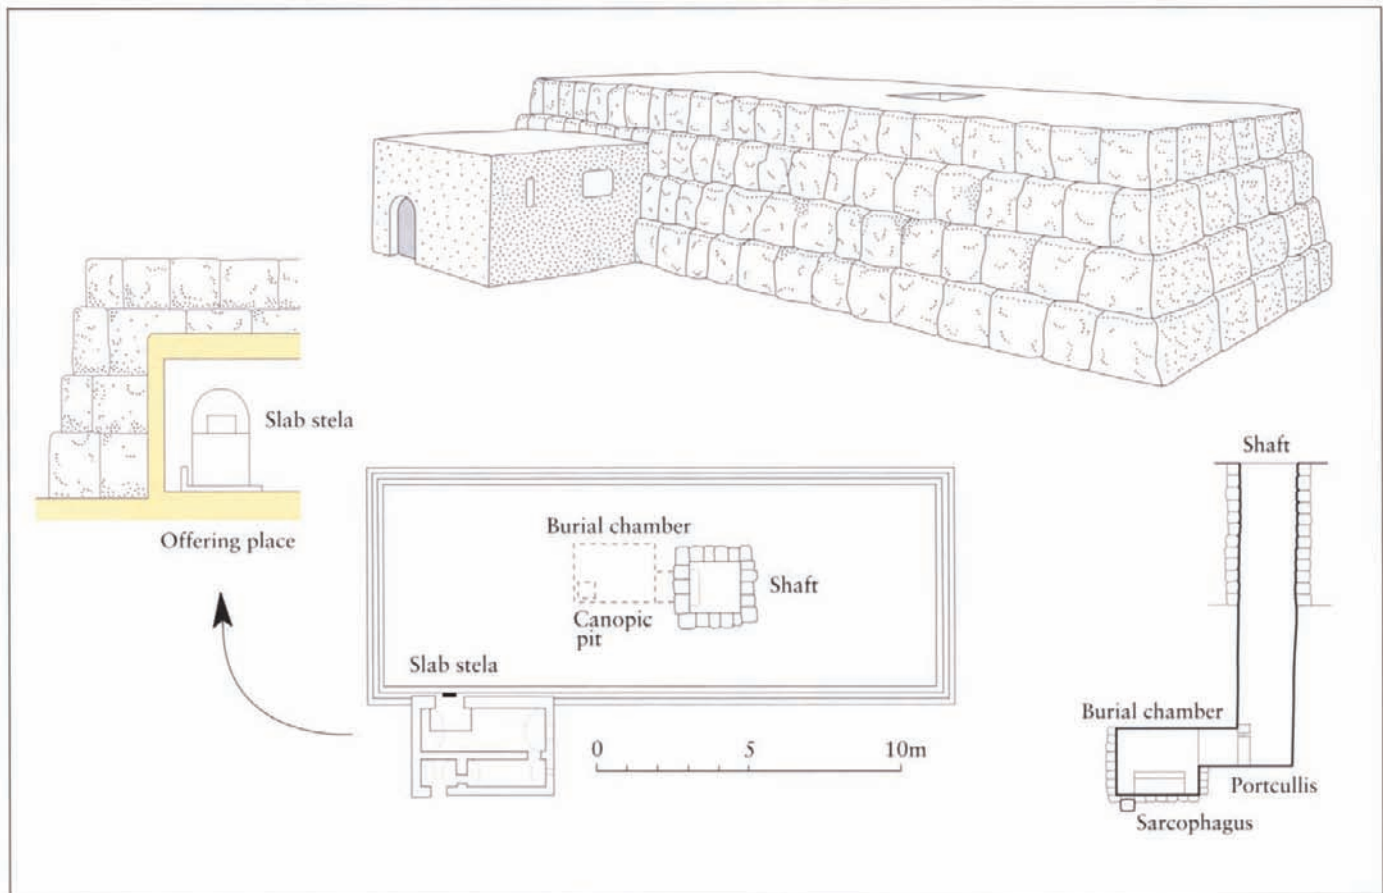 Slab stela
Offering place
Burial chamber
Shaft
Canopic
pit
Slab stela
0 5 10m
Shaft
Burial chamber
Portcullis
Sarcophagus